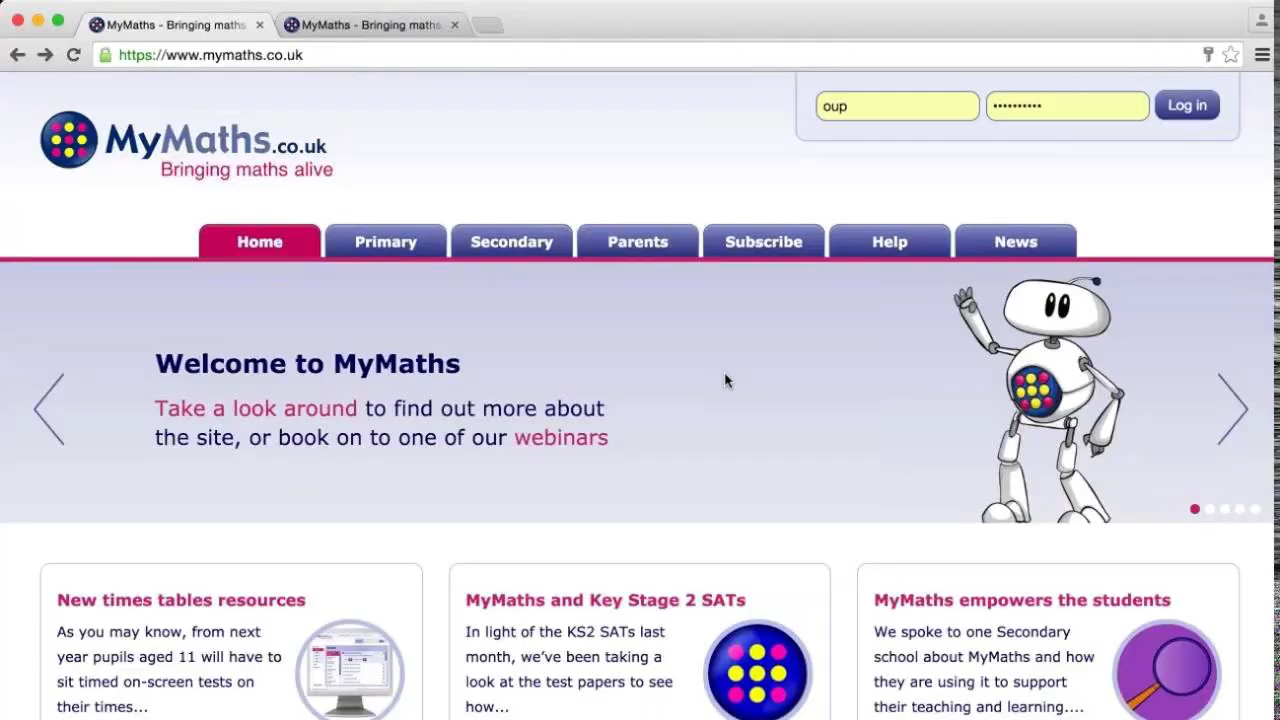 MyMaths - Bringing maths
MyMaths - Bringing maths
https://www.mymaths.co.uk
oup
••••••••••
Log in
MyMaths.co.uk
Bringing maths alive
Home
Primary
Secondary
Parents
Subscribe
Help
News
Welcome to MyMaths
Take a look around to find out more about
the site, or book on to one of our webinars
New times tables resources
As you may know, from next
year pupils aged 11 will have to
sit timed on-screen tests on
their times...
MyMaths and Key Stage 2 SATs
In light of the KS2 SATs last
month, we've been taking a
look at the test papers to see
how...
MyMaths empowers the students
We spoke to one Secondary
school about MyMaths and how
they are using it to support
their teaching and learning....